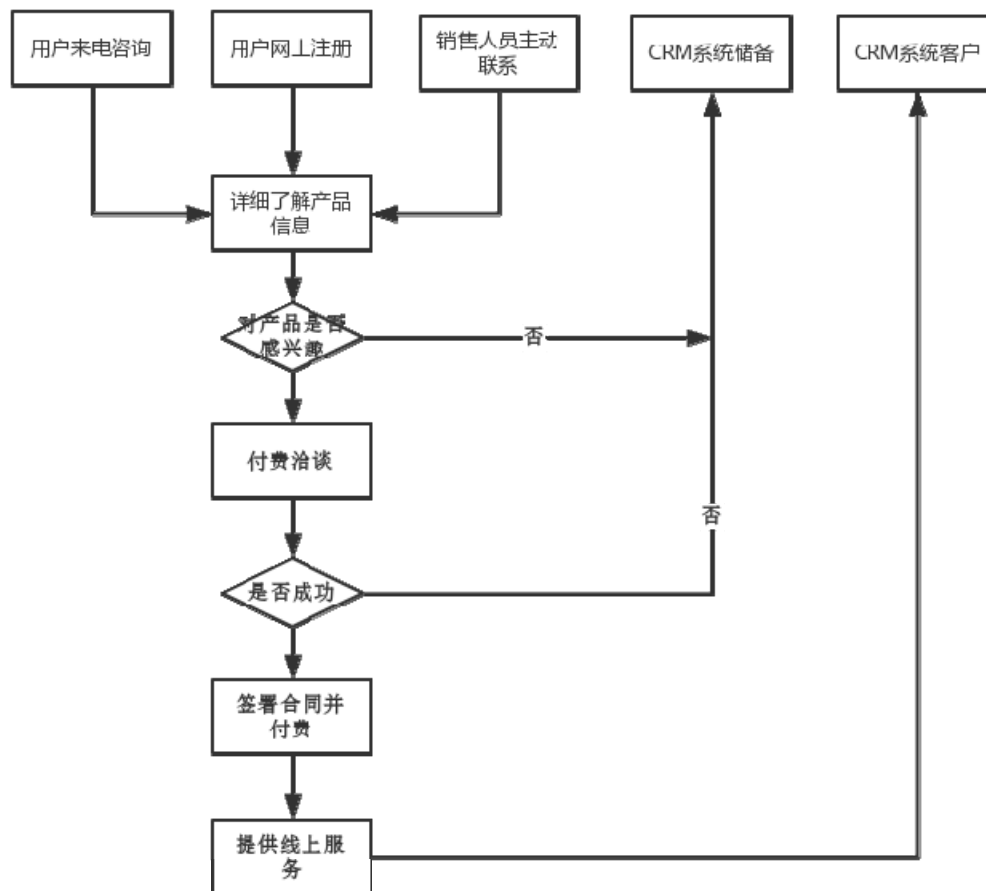 用户来电咨询
用户网上注册
销售人员主动
联系
CRM系统储备
CRM系统客户
详细了解产品
信息
对产品是否
感兴趣
否
付费洽谈
否
是否成功
签署合同并
付费
提供线上服
务